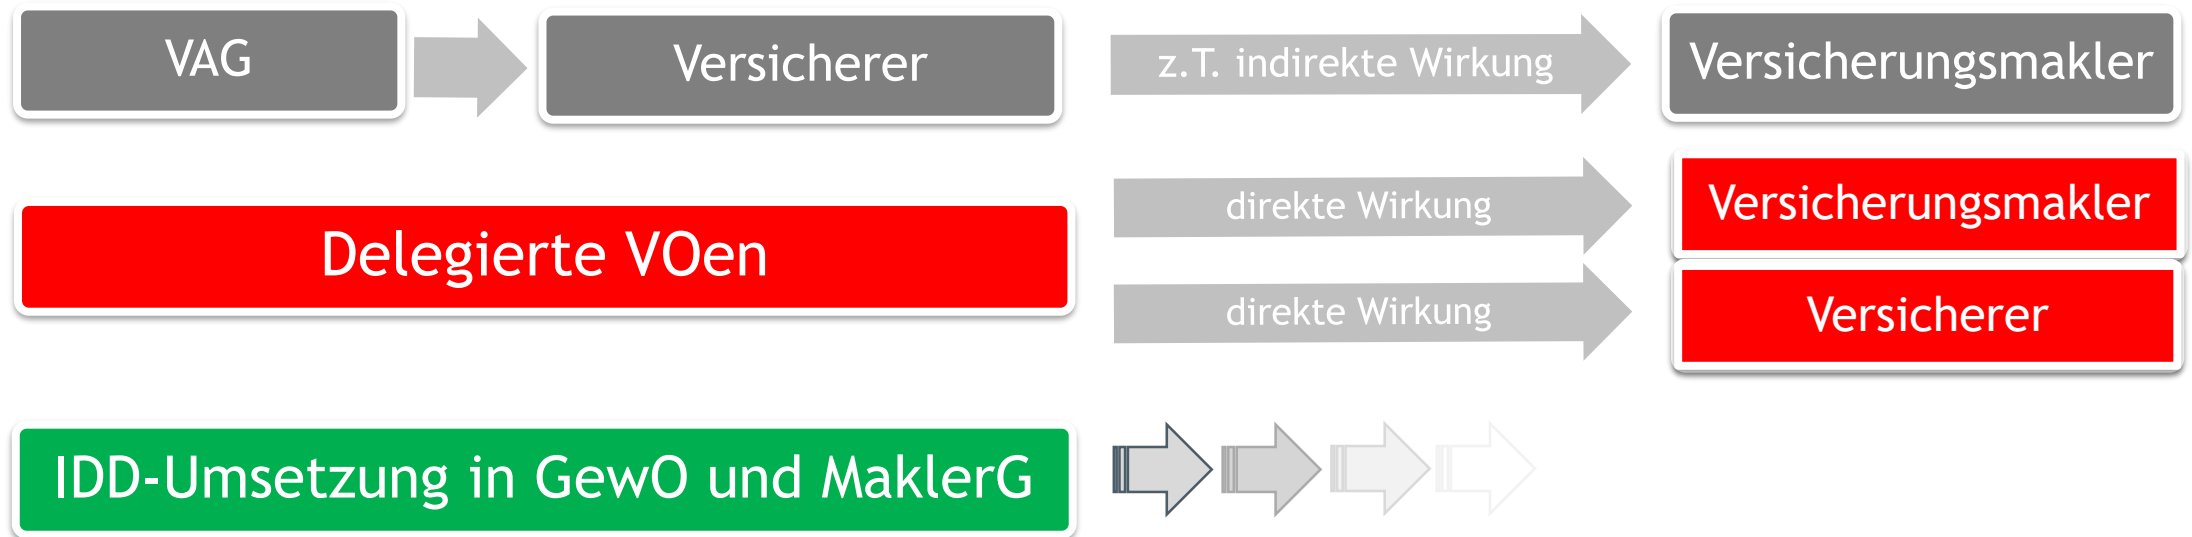 VAG
Versicherer
z.T. indirekte Wirkung
Versicherungsmakler
Delegierte VOen
direkte Wirkung
Versicherungsmakler
direkte Wirkung
Versicherer
IDD-Umsetzung in GewO und MaklerG